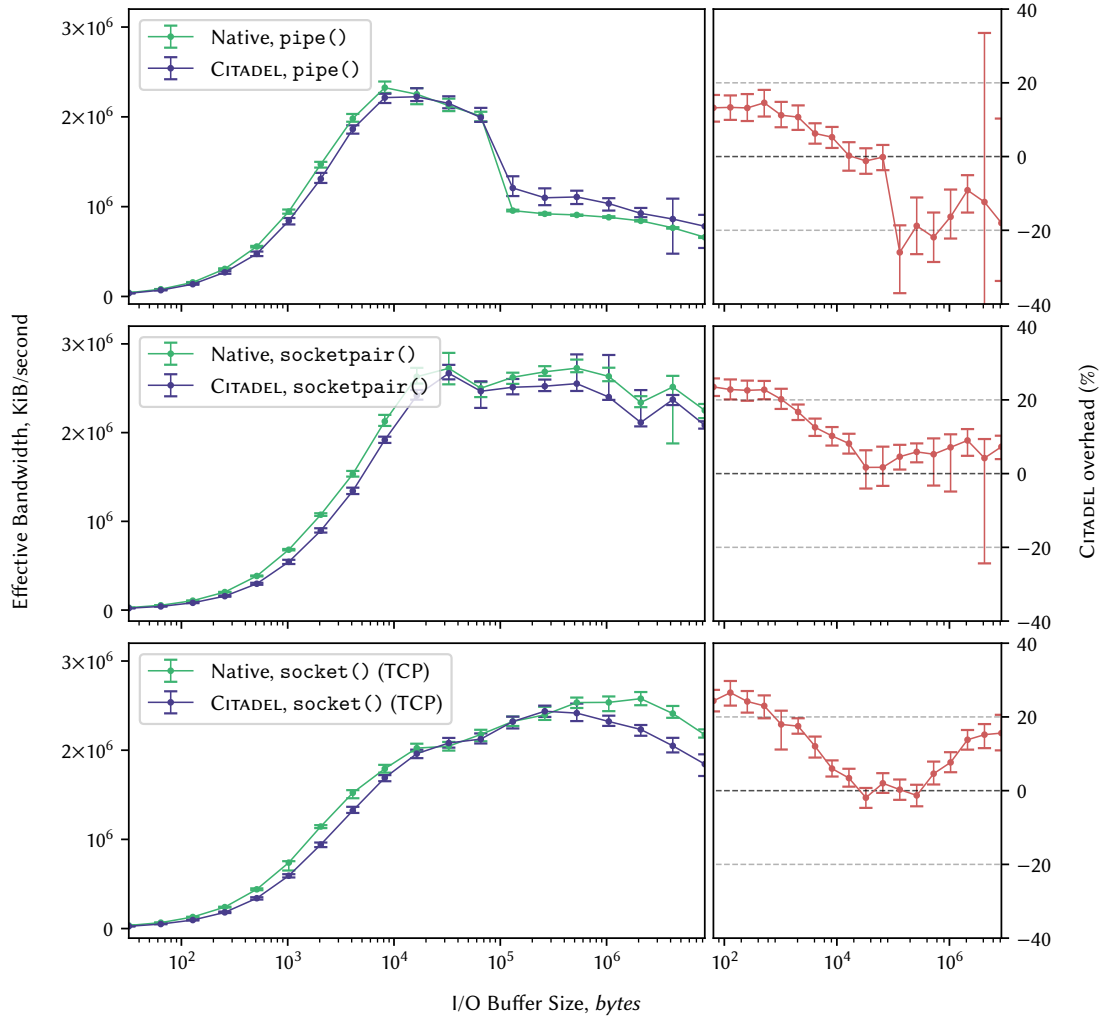 Effective Bandwidth, KiB/second
3×10⁶
2×10⁶
10⁶
0
Native, pipe()
CITADEL, pipe()
40
20
0
−20
−40
3×10⁶
2×10⁶
10⁶
0
Native, socketpair()
CITADEL, socketpair()
40
20
0
−20
−40
CITADEL overhead (%)
3×10⁶
2×10⁶
10⁶
0
Native, socket() (TCP)
CITADEL, socket() (TCP)
40
20
0
−20
−40
10² 10³ 10⁴ 10⁵ 10⁶
10² 10⁴ 10⁶
I/O Buffer Size, bytes